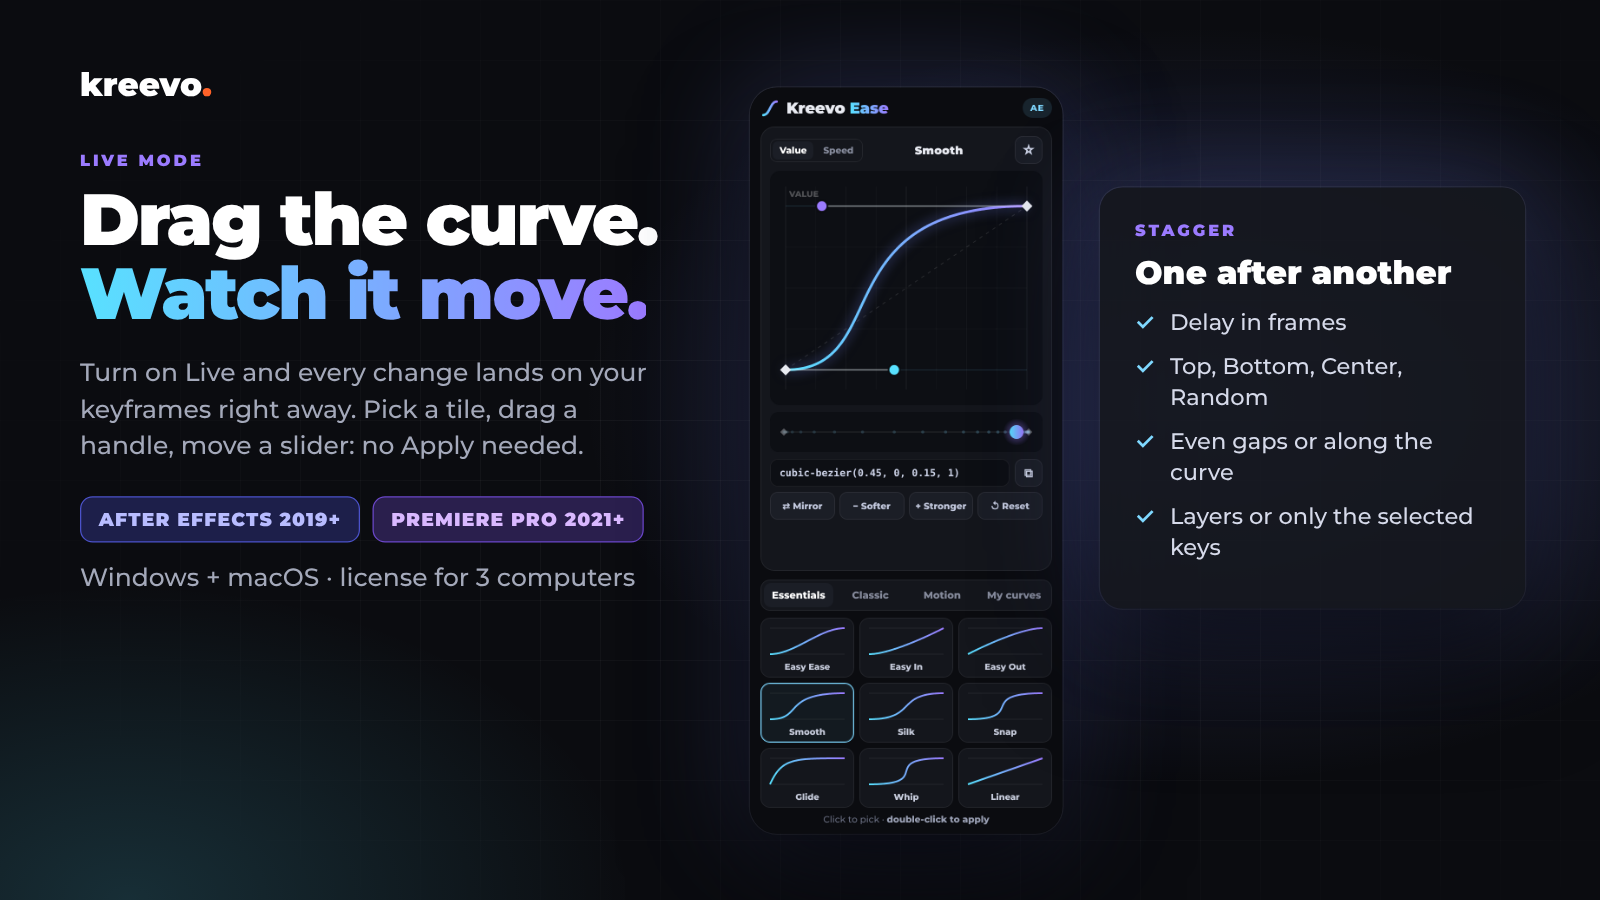 kreevo.
LIVE MODE
Drag the curve.
Watch it move.
Turn on Live and every change lands on your
keyframes right away. Pick a tile, drag a
handle, move a slider: no Apply needed.
AFTER EFFECTS 2019+
PREMIERE PRO 2021+
Windows + macOS · license for 3 computers
Kreevo Ease
AE
Value
Speed
Smooth
VALUE
cubic-bezier(0.45, 0, 0.15, 1)
⇄ Mirror
− Softer
+ Stronger
↺ Reset
Essentials
Classic
Motion
My curves
Easy Ease
Easy In
Easy Out
Smooth
Silk
Snap
Glide
Whip
Linear
Click to pick · double-click to apply
STAGGER
One after another
Delay in frames
Top, Bottom, Center,
Random
Even gaps or along the
curve
Layers or only the selected
keys